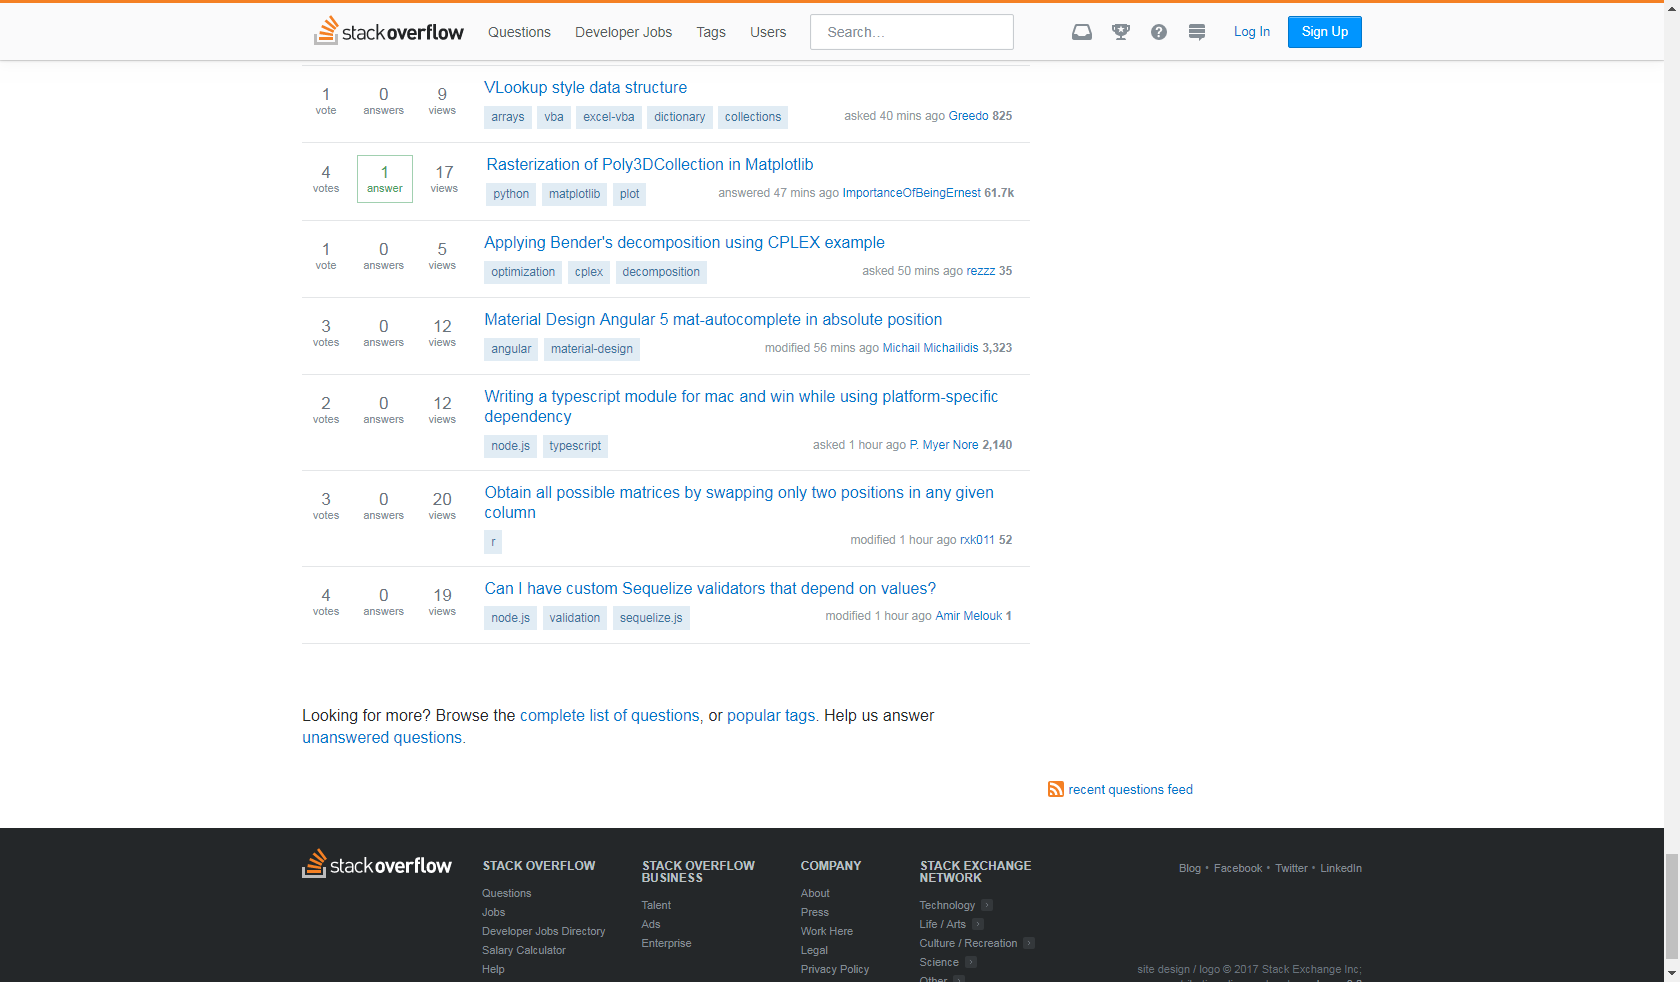 stackoverflow Questions Developer Jobs Tags Users Search... Log In Sign Up
1 0 9 VLookup style data structure
vote answers views arrays vba excel-vba dictionary collections asked 40 mins ago Greedo 825
4 1 17 Rasterization of Poly3DCollection in Matplotlib
votes answer views python matplotlib plot answered 47 mins ago ImportanceOfBeingErnest 61.7k
1 0 5 Applying Bender's decomposition using CPLEX example
vote answers views optimization cplex decomposition asked 50 mins ago rezzz 35
3 0 12 Material Design Angular 5 mat-autocomplete in absolute position
votes answers views angular material-design modified 56 mins ago Michail Michailidis 3,323
2 0 12 Writing a typescript module for mac and win while using platform-specific
votes answers views dependency
node.js typescript asked 1 hour ago P. Myer Nore 2,140
3 0 20 Obtain all possible matrices by swapping only two positions in any given
votes answers views column
r modified 1 hour ago rxk011 52
4 0 19 Can I have custom Sequelize validators that depend on values?
votes answers views node.js validation sequelize.js modified 1 hour ago Amir Melouk 1
Looking for more? Browse the complete list of questions, or popular tags. Help us answer
unanswered questions.
recent questions feed
stackoverflow
STACK OVERFLOW
Questions
Jobs
Developer Jobs Directory
Salary Calculator
Help
STACK OVERFLOW
BUSINESS
Talent
Ads
Enterprise
COMPANY
About
Press
Work Here
Legal
Privacy Policy
STACK EXCHANGE
NETWORK
Technology
Life / Arts
Culture / Recreation
Science
Other
Blog • Facebook • Twitter • LinkedIn
site design / logo © 2017 Stack Exchange Inc;